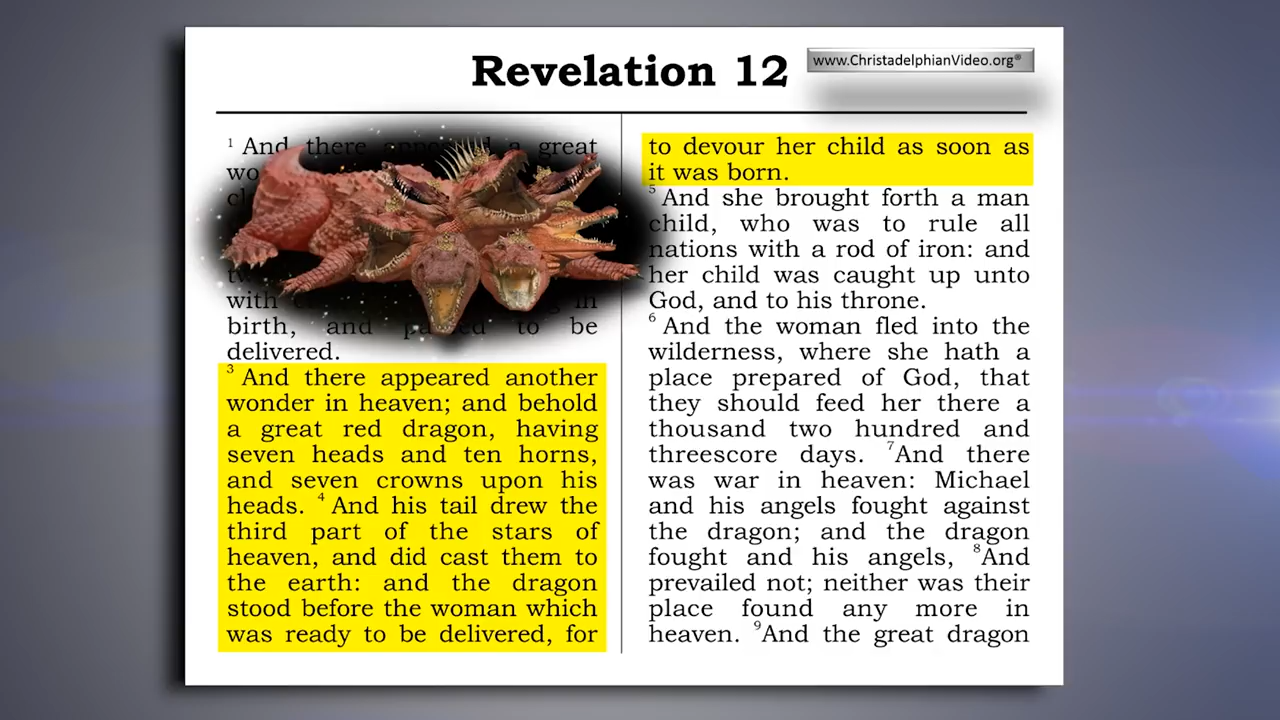 Revelation 12
www.ChristadelphianVideo.org®
1 And there a great
birth, and to be
delivered.
3 And there appeared another
wonder in heaven; and behold
a great red dragon, having
seven heads and ten horns,
and seven crowns upon his
heads. 4 And his tail drew the
third part of the stars of
heaven, and did cast them to
the earth: and the dragon
stood before the woman which
was ready to be delivered, for
to devour her child as soon as
it was born.
5 And she brought forth a man
child, who was to rule all
nations with a rod of iron: and
her child was caught up unto
God, and to his throne.
6 And the woman fled into the
wilderness, where she hath a
place prepared of God, that
they should feed her there a
thousand two hundred and
threescore days. 7 And there
was war in heaven: Michael
and his angels fought against
the dragon; and the dragon
fought and his angels, 8 And
prevailed not; neither was their
place found any more in
heaven. 9 And the great dragon